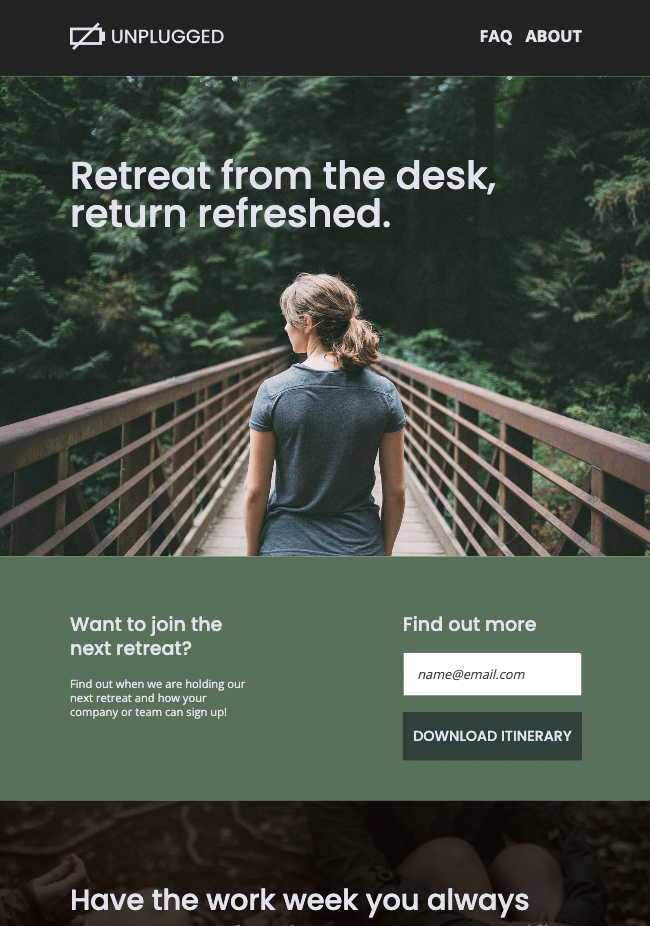 UNPLUGGED
FAQ ABOUT
Retreat from the desk,
return refreshed.
Want to join the
next retreat?
Find out when we are holding our
next retreat and how your
company or team can sign up!
Find out more
name@email.com
DOWNLOAD ITINERARY
Have the work week you always